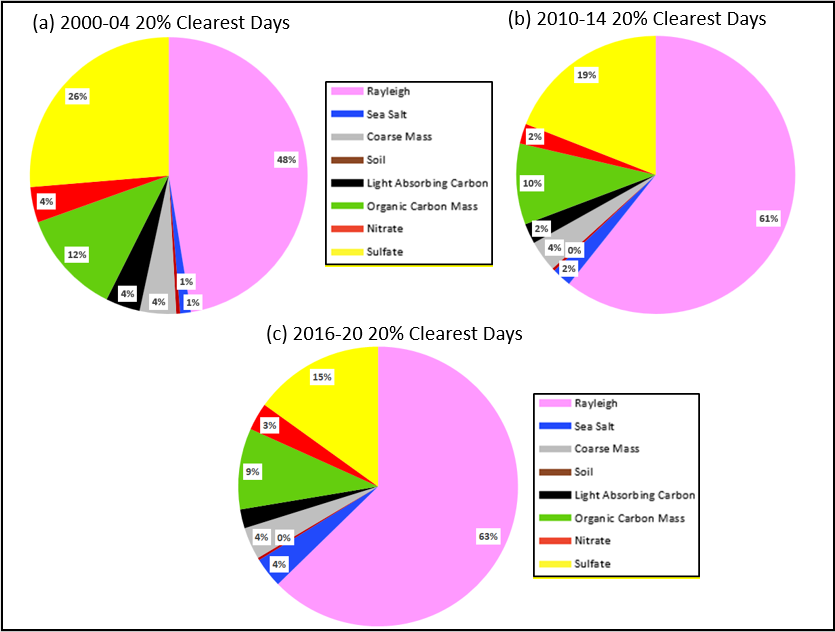 (a) 2000-04 20% Clearest Days
(b) 2010-14 20% Clearest Days
26%
48%
4%
12%
4%
4%
1%
1%
Rayleigh
Sea Salt
Coarse Mass
Soil
Light Absorbing Carbon
Organic Carbon Mass
Nitrate
Sulfate
19%
2%
10%
61%
2%
4%
0%
2%
(c) 2016-20 20% Clearest Days
15%
3%
9%
63%
4%
0%
4%
Rayleigh
Sea Salt
Coarse Mass
Soil
Light Absorbing Carbon
Organic Carbon Mass
Nitrate
Sulfate